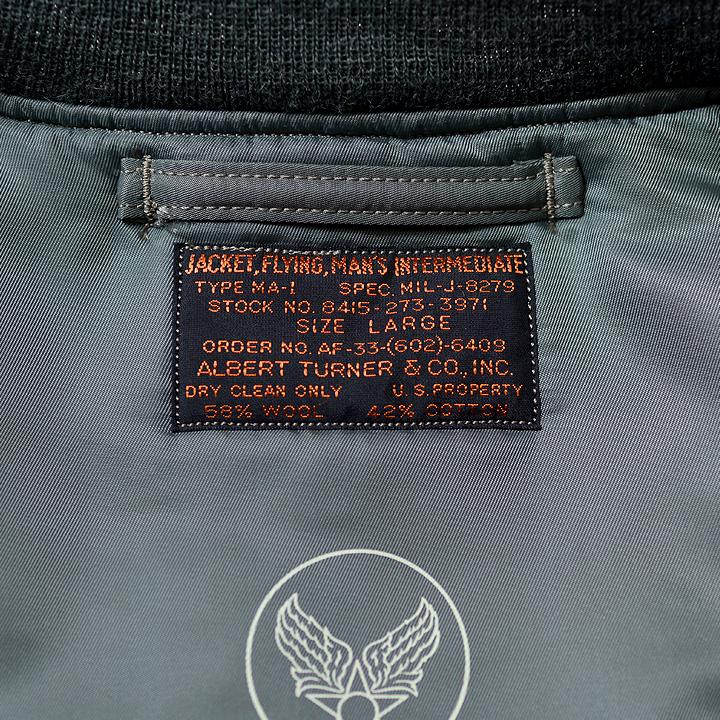 JACKET, FLYING, MAN'S INTERMEDIATE
TYPE MA-1 SPEC. MIL-J-8279
STOCK NO. 8415-273-3971
SIZE LARGE
ORDER NO. AF-33-(602)-6409
ALBERT TURNER & CO., INC.
DRY CLEAN ONLY U.S. PROPERTY
58% WOOL 42% COTTON